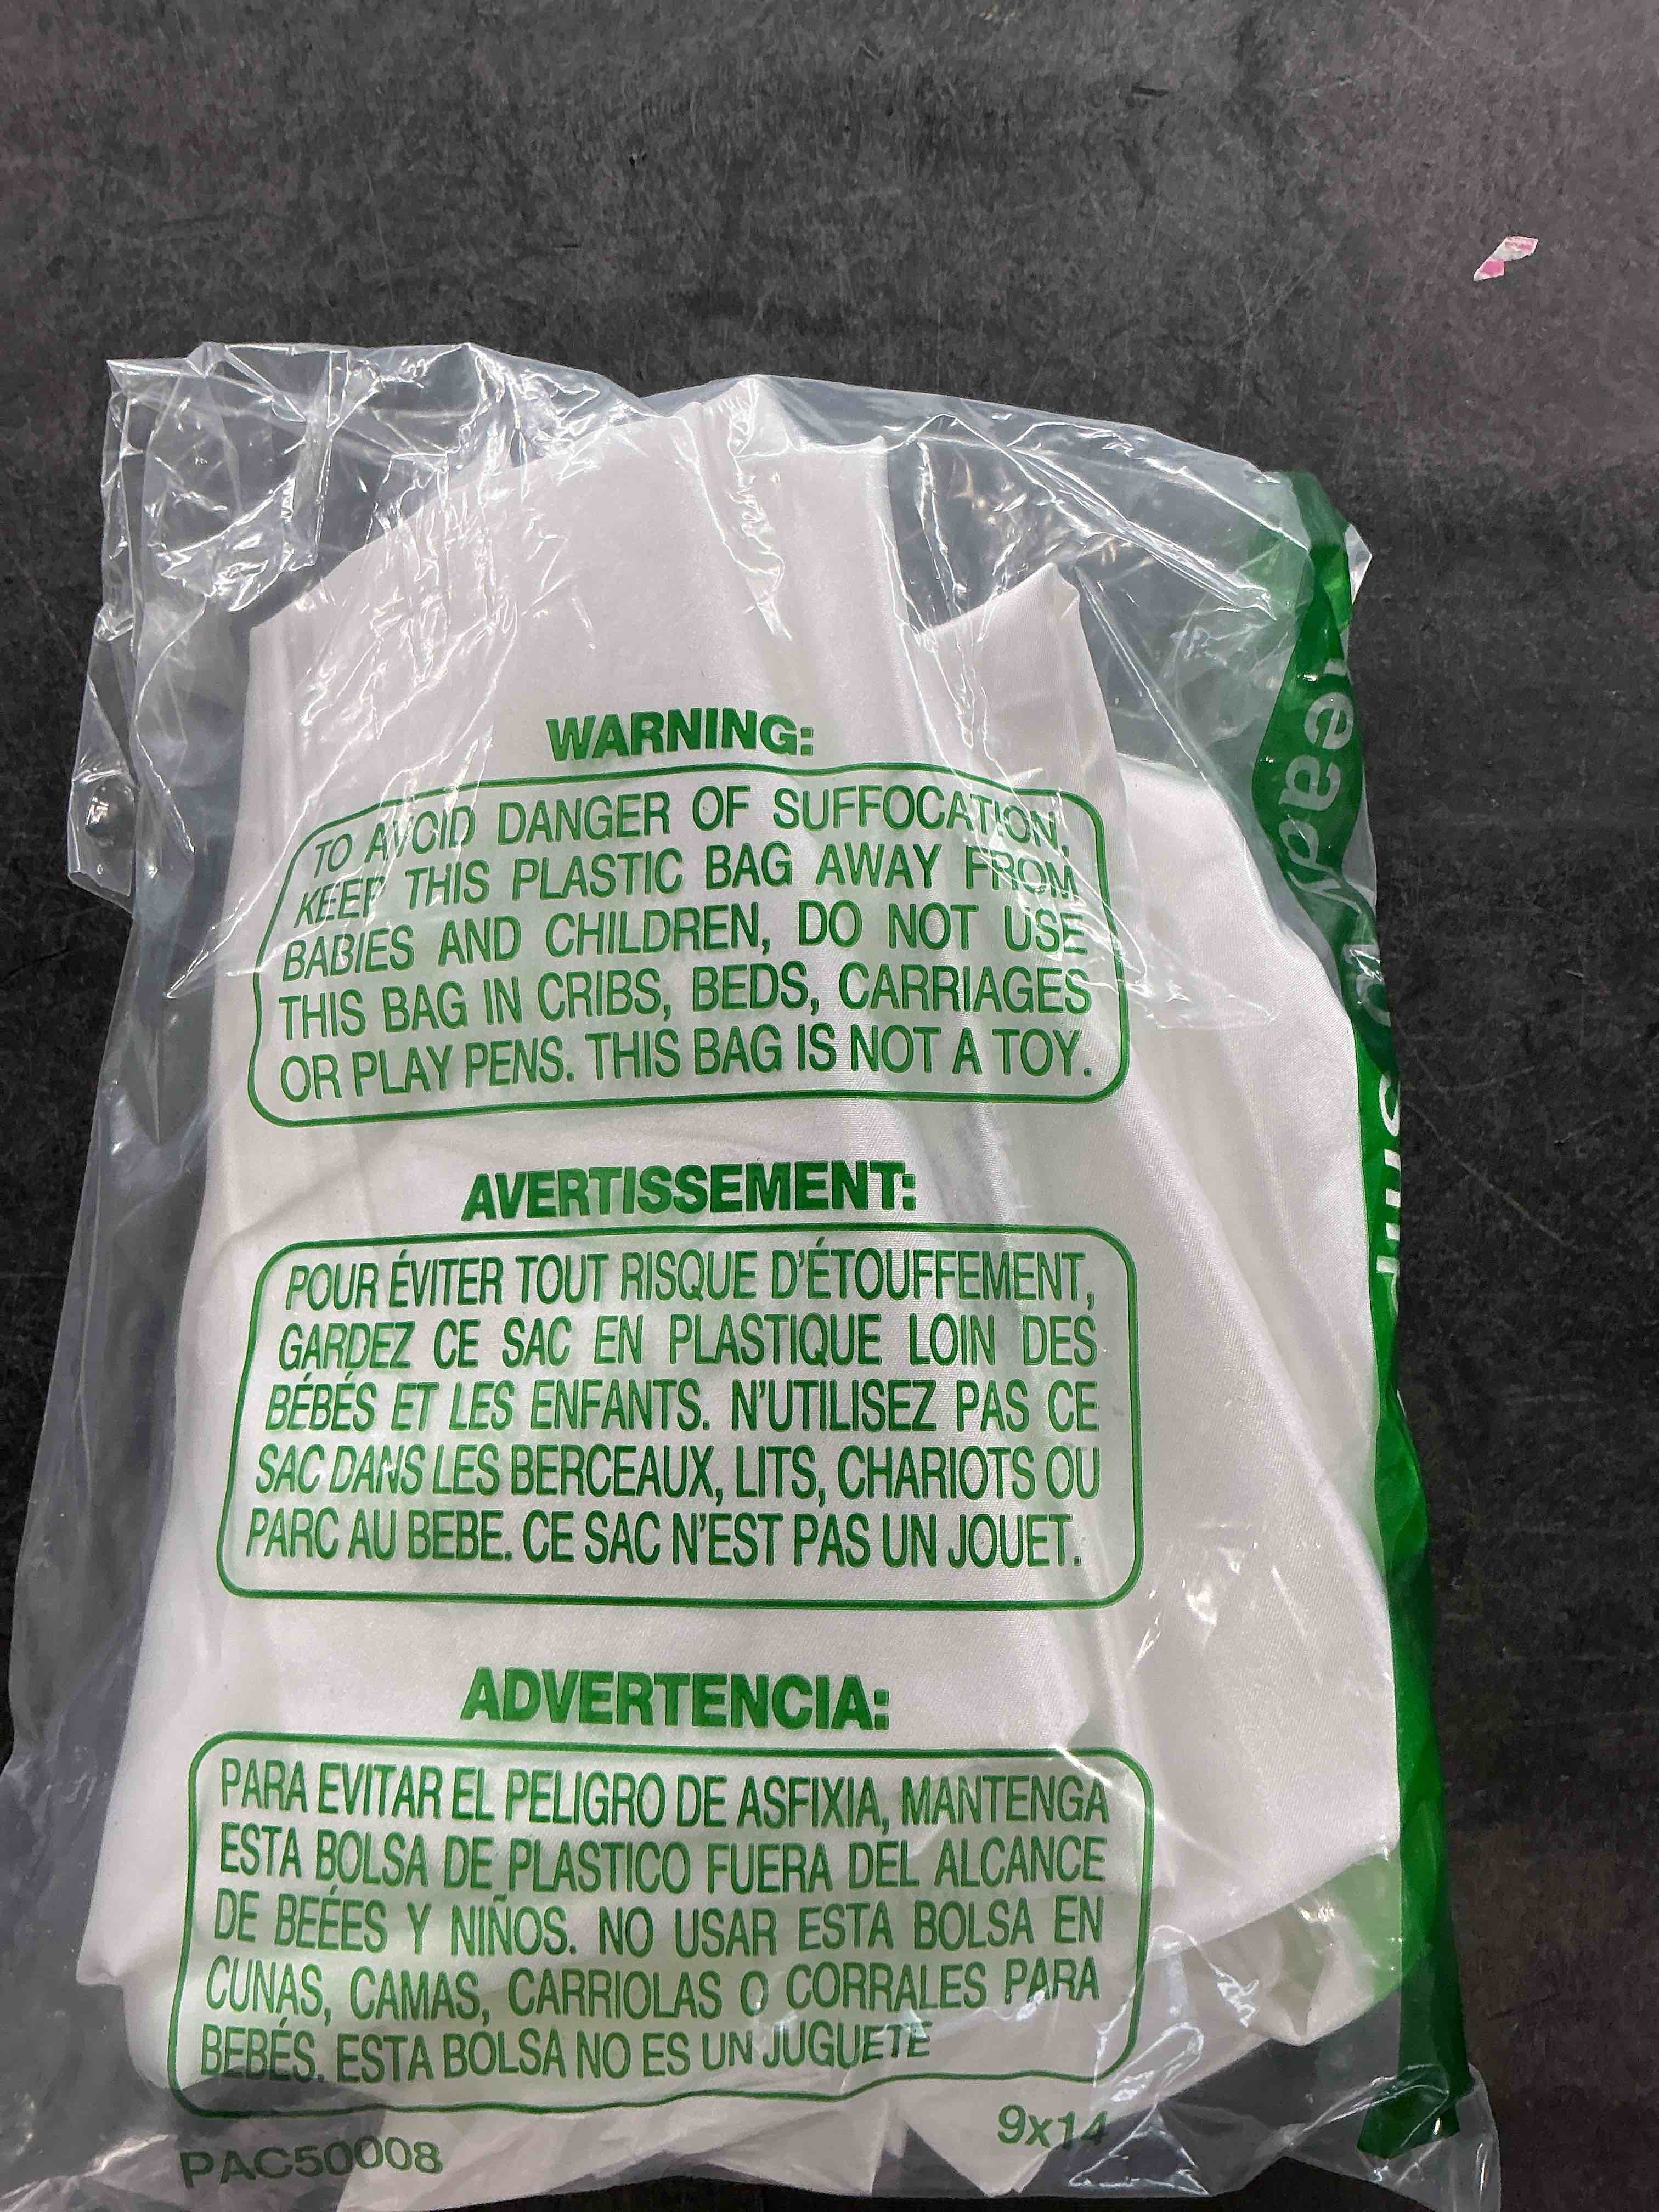 WARNING:
TO AVOID DANGER OF SUFFOCATION,
KEEP THIS PLASTIC BAG AWAY FROM
BABIES AND CHILDREN, DO NOT USE
THIS BAG IN CRIBS, BEDS, CARRIAGES
OR PLAY PENS. THIS BAG IS NOT A TOY.
AVERTISSEMENT:
POUR ÉVITER TOUT RISQUE D'ÉTOUFFEMENT,
GARDEZ CE SAC EN PLASTIQUE LOIN DES
BÉBÉS ET LES ENFANTS. N'UTILISEZ PAS CE
SAC DANS LES BERCEAUX, LITS, CHARIOTS OU
PARC AU BEBE. CE SAC N'EST PAS UN JOUET.
ADVERTENCIA:
PARA EVITAR EL PELIGRO DE ASFIXIA, MANTENGA
ESTA BOLSA DE PLASTICO FUERA DEL ALCANCE
DE BEÉES Y NIÑOS. NO USAR ESTA BOLSA EN
CUNAS, CAMAS, CARRIOLAS O CORRALES PARA
BEBÉS. ESTA BOLSA NO ES UN JUGUETE
9x14
PAC50008
ready